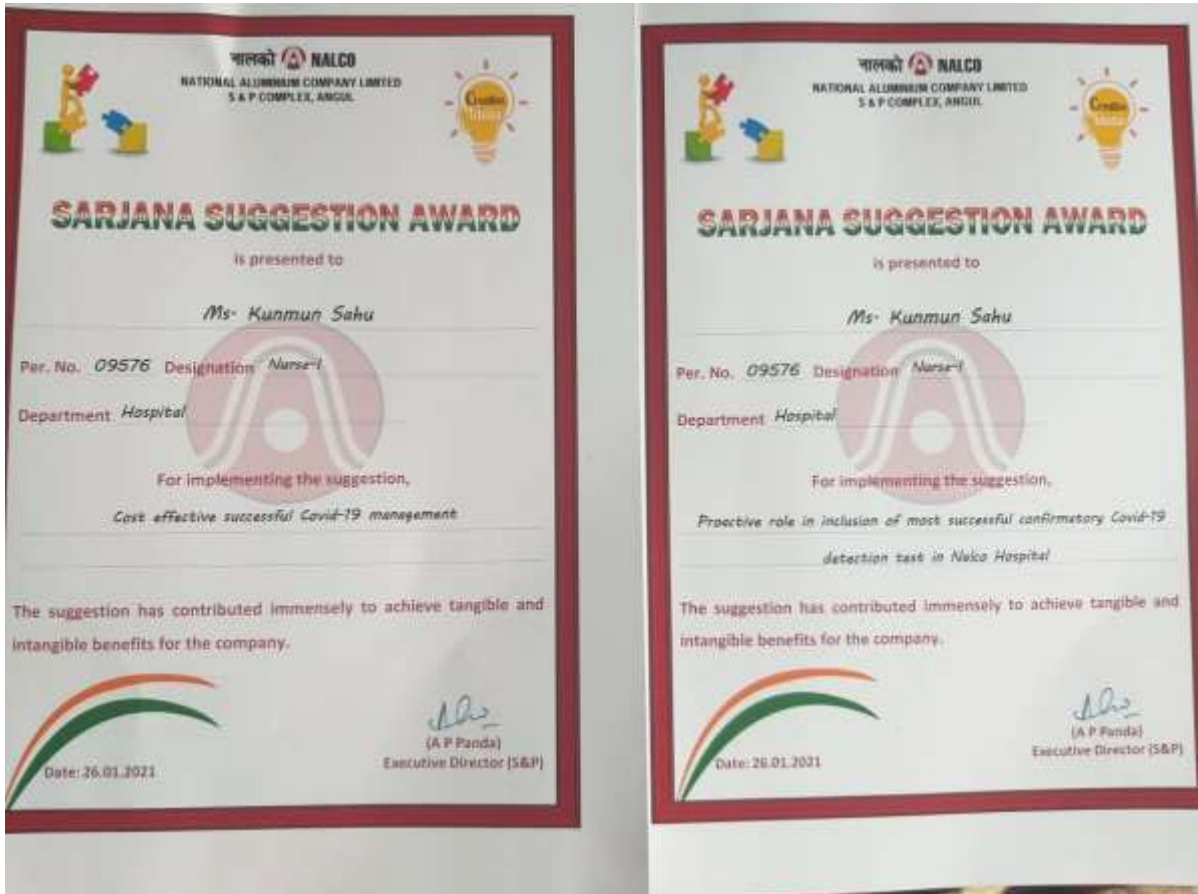 नालको NALCO
NATIONAL ALUMINIUM COMPANY LIMITED
S & P COMPLEX, ANGUL
Creative
Ideas
SARJANA SUGGESTION AWARD
is presented to
Ms. Kunmun Sahu
Per. No. 09576 Designation Nurse-I
Department Hospital
For implementing the suggestion,
Cost effective successful Covid-19 management
The suggestion has contributed immensely to achieve tangible and
intangible benefits for the company.
(A P Panda)
Executive Director (S&P)
Date: 26.01.2021
नालको NALCO
NATIONAL ALUMINIUM COMPANY LIMITED
S & P COMPLEX, ANGUL
Creative
Ideas
SARJANA SUGGESTION AWARD
is presented to
Ms. Kunmun Sahu
Per. No. 09576 Designation Nurse-I
Department Hospital
For implementing the suggestion,
Proactive role in inclusion of most successful confirmatory Covid-19
detection test in Nalco Hospital
The suggestion has contributed immensely to achieve tangible and
intangible benefits for the company.
(A P Panda)
Executive Director (S&P)
Date: 26.01.2021